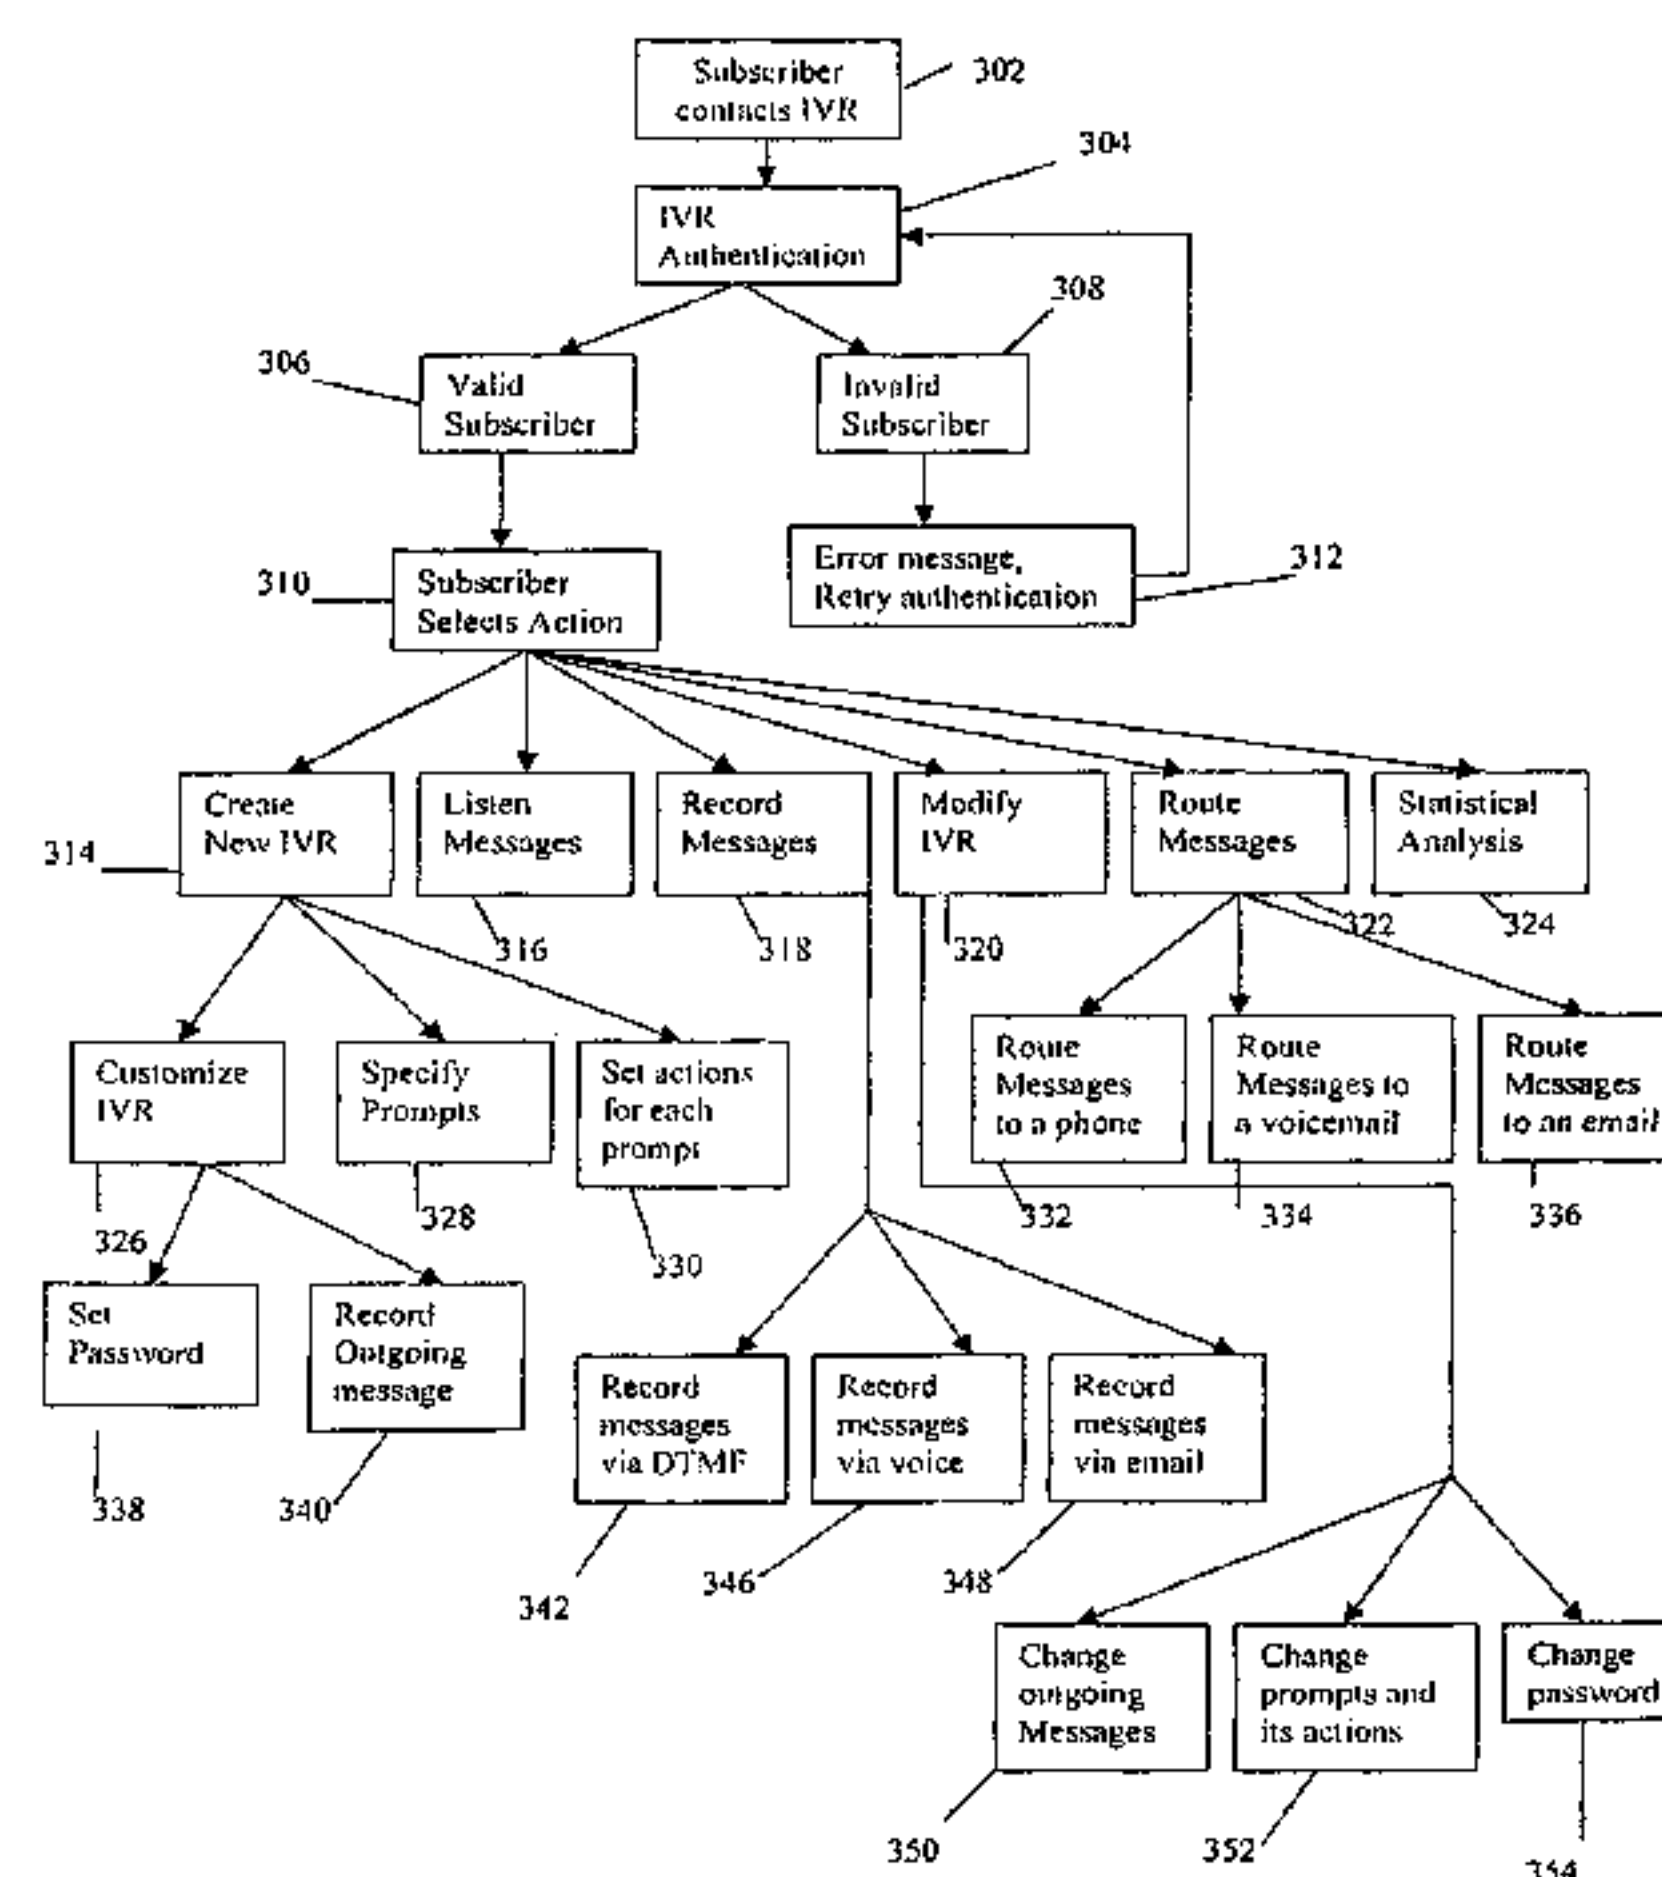 Subscriber
contacts IVR
302
304
IVR
Authentication
308
306
Valid
Subscriber
Invalid
Subscriber
310
Subscriber
Selects Action
Error message,
Retry authentication
312
Create
New IVR
Listen
Messages
Record
Messages
Modify
IVR
Route
Messages
Statistical
Analysis
314
316
318
320
322
324
Customize
IVR
Specify
Prompts
Set actions
for each
prompt
Route
Messages
to a phone
Route
Messages to
a voicemail
Route
Messages
to an email
326
328
330
332
334
336
Set
Password
Record
Outgoing
message
Record
messages
via DTMF
Record
messages
via voice
Record
messages
via email
338
340
342
346
348
Change
outgoing
Messages
Change
prompts and
its actions
Change
password
350
352
354